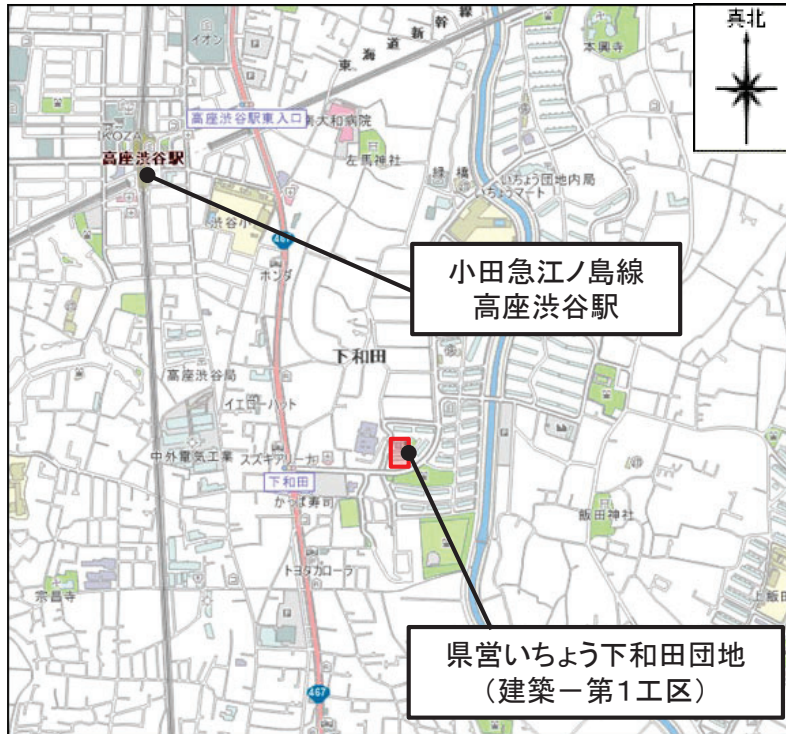 真北
イオン
東海道新幹線
本興寺
高座渋谷駅東入口
大和病院
KOZA
高座渋谷駅
左馬神社
緑橋
いちょう団地内局
いちょうマート
渋谷小
467
ホンダ
小田急江ノ島線
高座渋谷駅
下和田
高座渋谷局
イエローハット
中外電気工業
スズキアリーナ
下和田
かっぱ寿司
飯田神社
トヨタカローラ
宗昌寺
上飯田
県営いちょう下和田団地
（建築－第1工区）
467